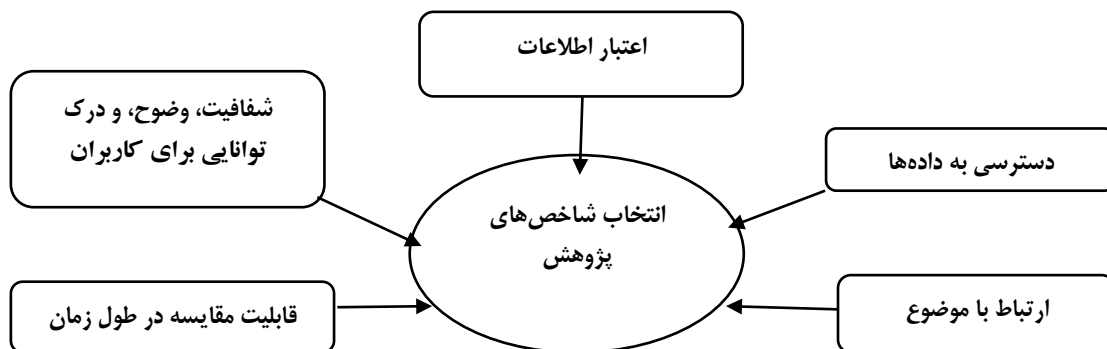 اعتبار اطلاعات
شفافیت، وضوح، و درک
توانایی برای کاربران
دسترسی به داده‌ها
انتخاب شاخص‌های
پژوهش
ارتباط با موضوع
قابلیت مقایسه در طول زمان